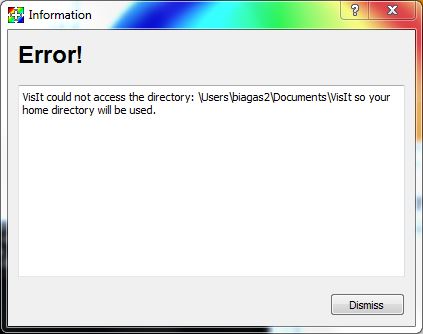 Information
?
Error!
VisIt could not access the directory: \Users\biagas2\Documents\VisIt so your
home directory will be used.
Dismiss